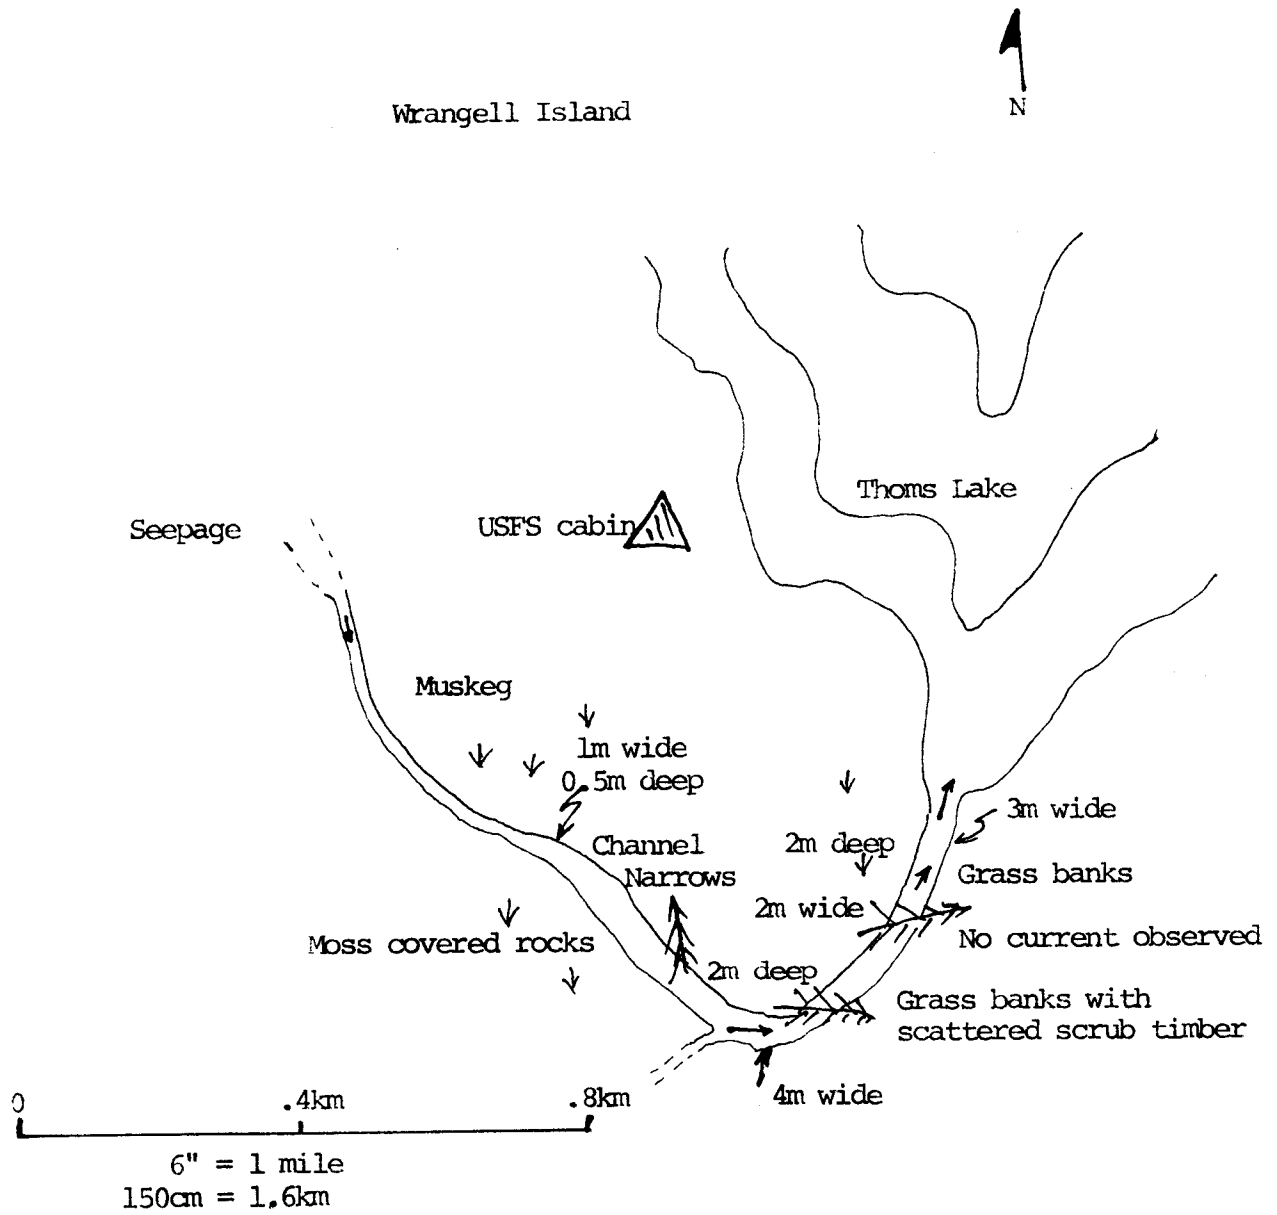 N
Wrangell Island
Thoms Lake
Seepage
USFS cabin
Muskeg
1m wide
0.5m deep
Channel
Narrows
3m wide
2m deep
Grass banks
2m wide
No current observed
Moss covered rocks
2m deep
Grass banks with
scattered scrub timber
4m wide
0 .4km .8km
6" = 1 mile
150cm = 1.6km